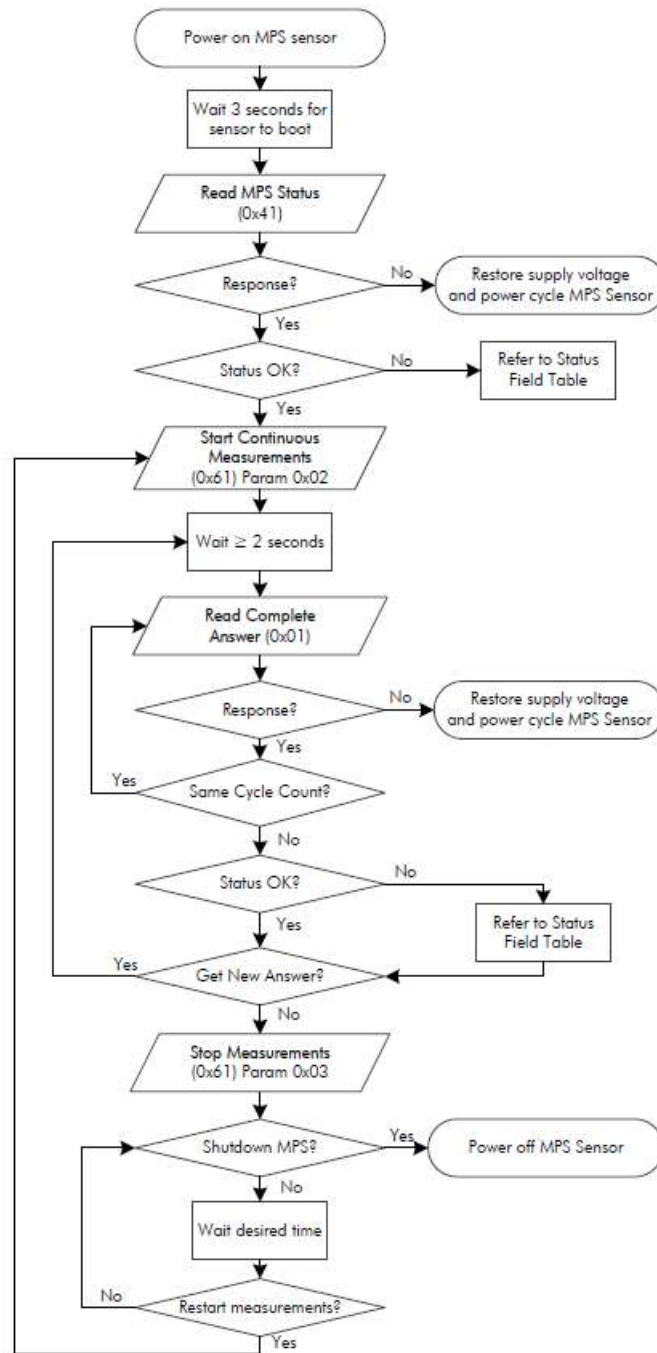 Power on MPS sensor
Wait 3 seconds for
sensor to boot
Read MPS Status
(0x41)
Response?
No
Restore supply voltage
and power cycle MPS Sensor
Yes
Status OK?
No
Refer to Status
Field Table
Yes
Start Continuous
Measurements
(0x61) Param 0x02
Wait ≥ 2 seconds
Read Complete
Answer (0x01)
Response?
No
Restore supply voltage
and power cycle MPS Sensor
Yes
Same Cycle Count?
Yes
No
Status OK?
No
Refer to Status
Field Table
Yes
Get New Answer?
Yes
No
Stop Measurements
(0x61) Param 0x03
Shutdown MPS?
Yes
Power off MPS Sensor
No
Wait desired time
Restart measurements?
No
Yes